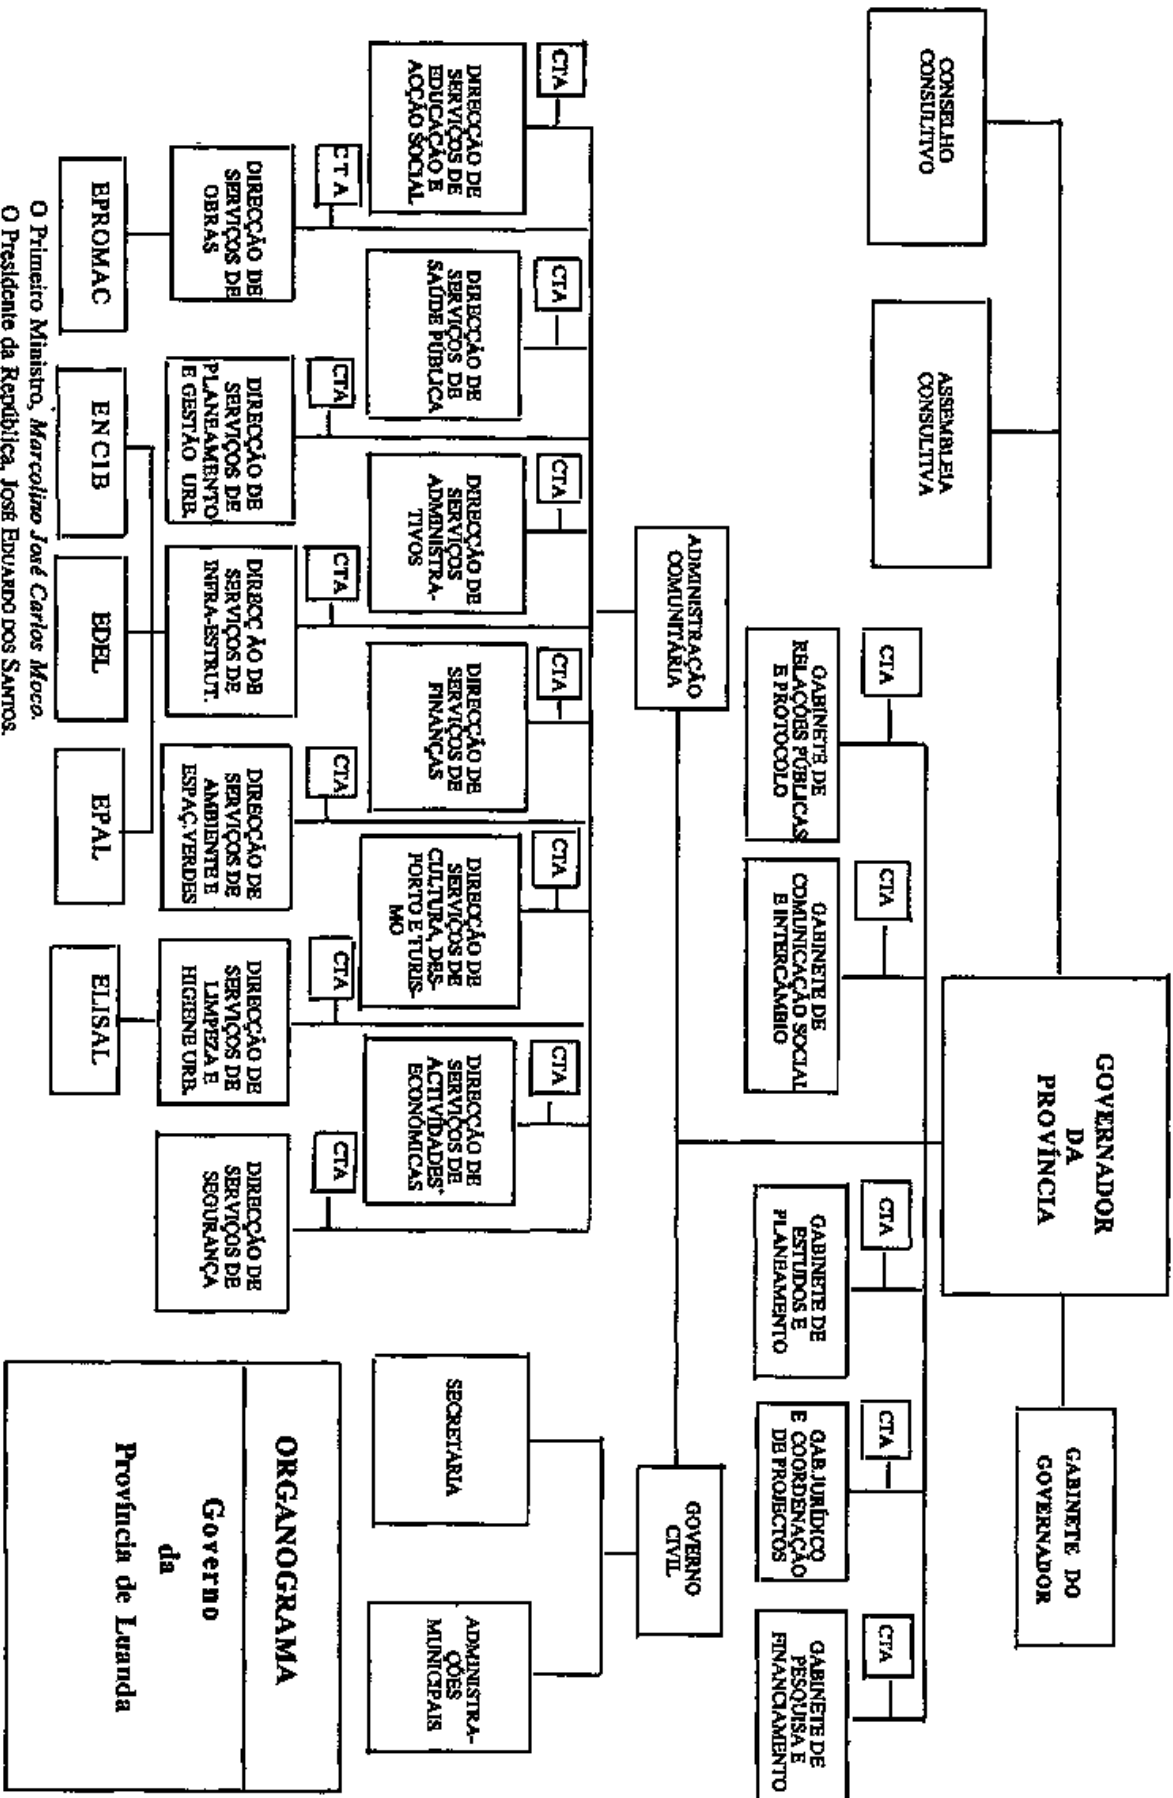 GOVERNADOR
DA
PROVÍNCIA
GABINETE DO
GOVERNADOR
CONSELHO
CONSULTIVO
ASSEMBLEIA
CONSULTIVA
CTA
GABINETE DE
RELAÇÕES PÚBLICAS
E PROTOCOLO
CTA
GABINETE DE
COMUNICAÇÃO SOCIAL
E INTERCÂMBIO
CTA
GABINETE DE
ESTUDOS E
PLANEAMENTO
CTA
GAB. JURÍDICO
E COORDENAÇÃO
DE PROJECTOS
CTA
GABINETE DE
PESQUISA E
FINANCIAMENTO
ADMINISTRAÇÃO
COMUNITÁRIA
GOVERNO
CIVIL
CTA
DIRECÇÃO DE
SERVIÇOS DE
EDUCAÇÃO E
ACÇÃO SOCIAL
CTA
DIRECÇÃO DE
SERVIÇOS DE
SAÚDE PÚBLICA
CTA
DIRECÇÃO DE
SERVIÇOS
ADMINISTRA-
TIVOS
CTA
DIRECÇÃO DE
SERVIÇOS DE
FINANÇAS
CTA
DIRECÇÃO DE
SERVIÇOS DE
CULTURA, DES-
PORTO E TURIS-
MO
CTA
DIRECÇÃO DE
SERVIÇOS DE
ACTIVIDADES
ECONÓMICAS
SECRETARIA
ADMINISTRA-
ÇÕES
MUNICIPAIS
CTA
DIRECÇÃO DE
SERVIÇOS DE
OBRAS
CTA
DIRECÇÃO DE
SERVIÇOS DE
PLANEAMENTO
E GESTÃO URB.
CTA
DIRECÇÃO DE
SERVIÇOS DE
INFRA-ESTRUT.
CTA
DIRECÇÃO DE
SERVIÇOS DE
AMBIENTE E
ESPAÇ.VERDES
CTA
DIRECÇÃO DE
SERVIÇOS DE
LIMPEZA E
HIGIENE URB.
CTA
DIRECÇÃO DE
SERVIÇOS DE
SEGURANÇA
EPROMAC
ENCIB
EDEL
EPAL
ELISAL
ORGANOGRAMA
Governo
da
Província de Luanda
O Primeiro Ministro, Marcolino José Carlos Moco.
O Presidente da República, JOSÉ EDUARDO DOS SANTOS.